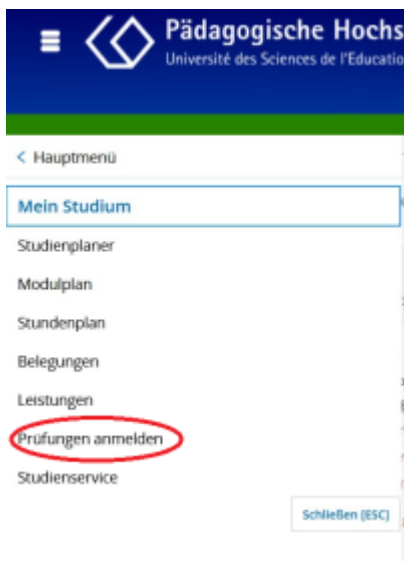 Pädagogische Hochs
Université des Sciences de l'Educatio
< Hauptmenü
Mein Studium
Studienplaner
Modulplan
Stundenplan
Belegungen
Leistungen
Prüfungen anmelden
Studienservice
Schließen [ESC]